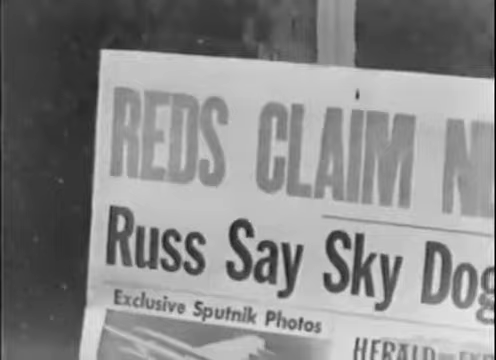 REDS CLAIM
Russ Say Sky Dog
Exclusive Sputnik Photos
HERALD